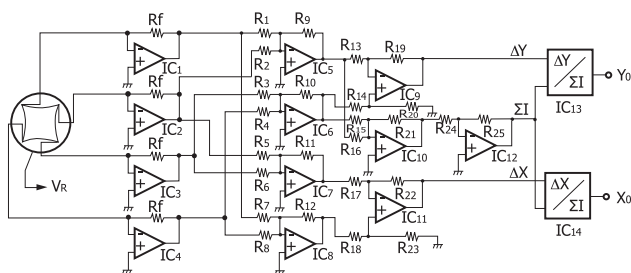 Rf R1 R9
IC1 R2 IC5 R13 R19 ΔY ΔY
Rf R3 R10 R14 IC9 ΣI Y0
IC2 R4 IC6 R20 IC13
R15 R21 R24 ΣI R25
Rf R5 R11 R16 IC10 IC12
VR IC3 R6 IC7 R17 R22 ΔX ΔX
Rf R7 R12 IC11 ΣI X0
IC4 R8 IC8 R18 R23 IC14